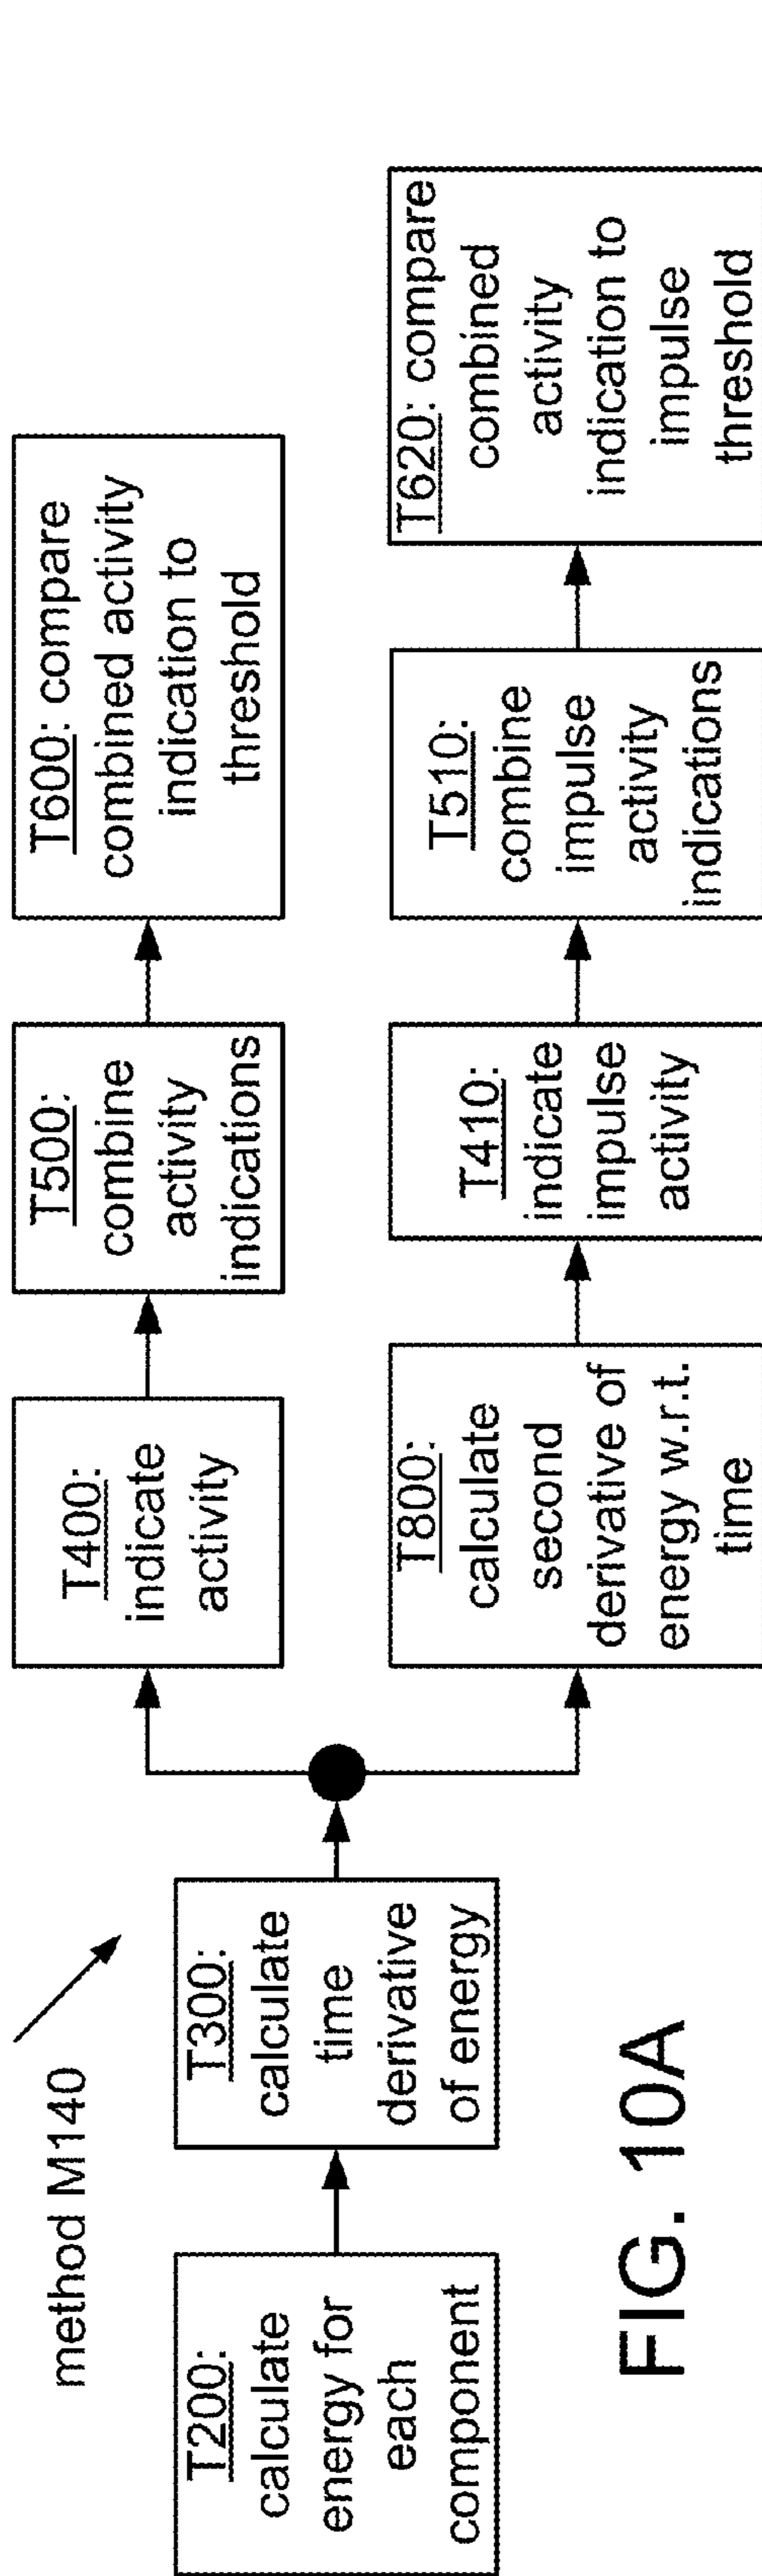 method M140
T200:
calculate
energy for
each
component
T300:
calculate
time
derivative
of energy
T400:
indicate
activity
T500:
combine
activity
indications
T600: compare
combined activity
indication to
threshold
T800:
calculate
second
derivative of
energy w.r.t.
time
T410:
indicate
impulse
activity
T510:
combine
impulse
activity
indications
T620: compare
combined
activity
indication to
impulse
threshold
FIG. 10A